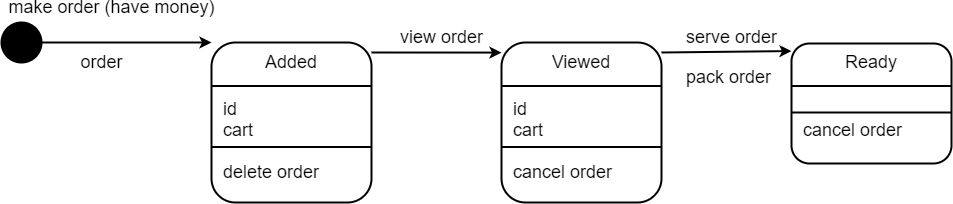 make order (have money)
order
Added
id
cart
delete order
view order
Viewed
id
cart
cancel order
serve order
pack order
Ready
cancel order